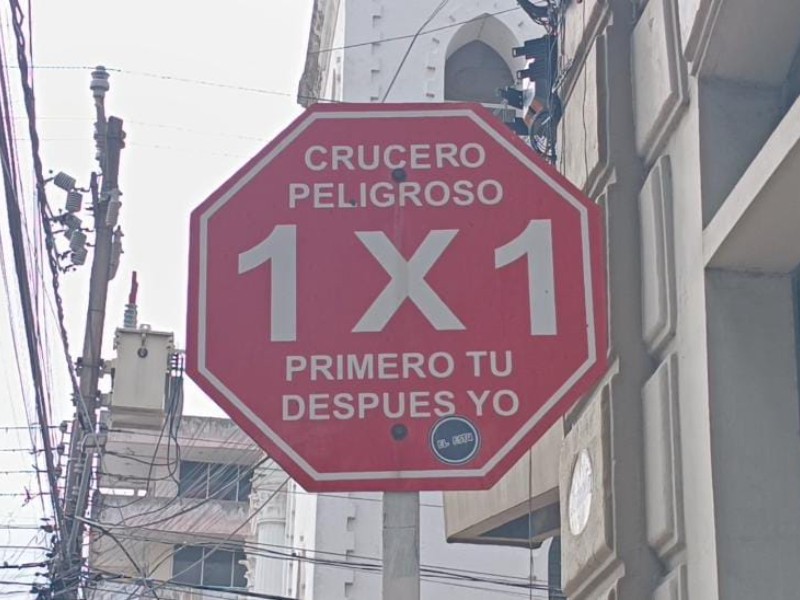 CRUCERO
PELIGROSO
1 X 1
PRIMERO TU
DESPUES YO